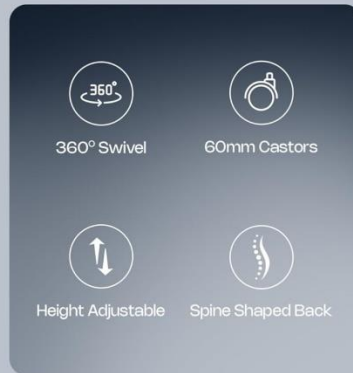 360°
360° Swivel
60mm Castors
Height Adjustable
Spine Shaped Back